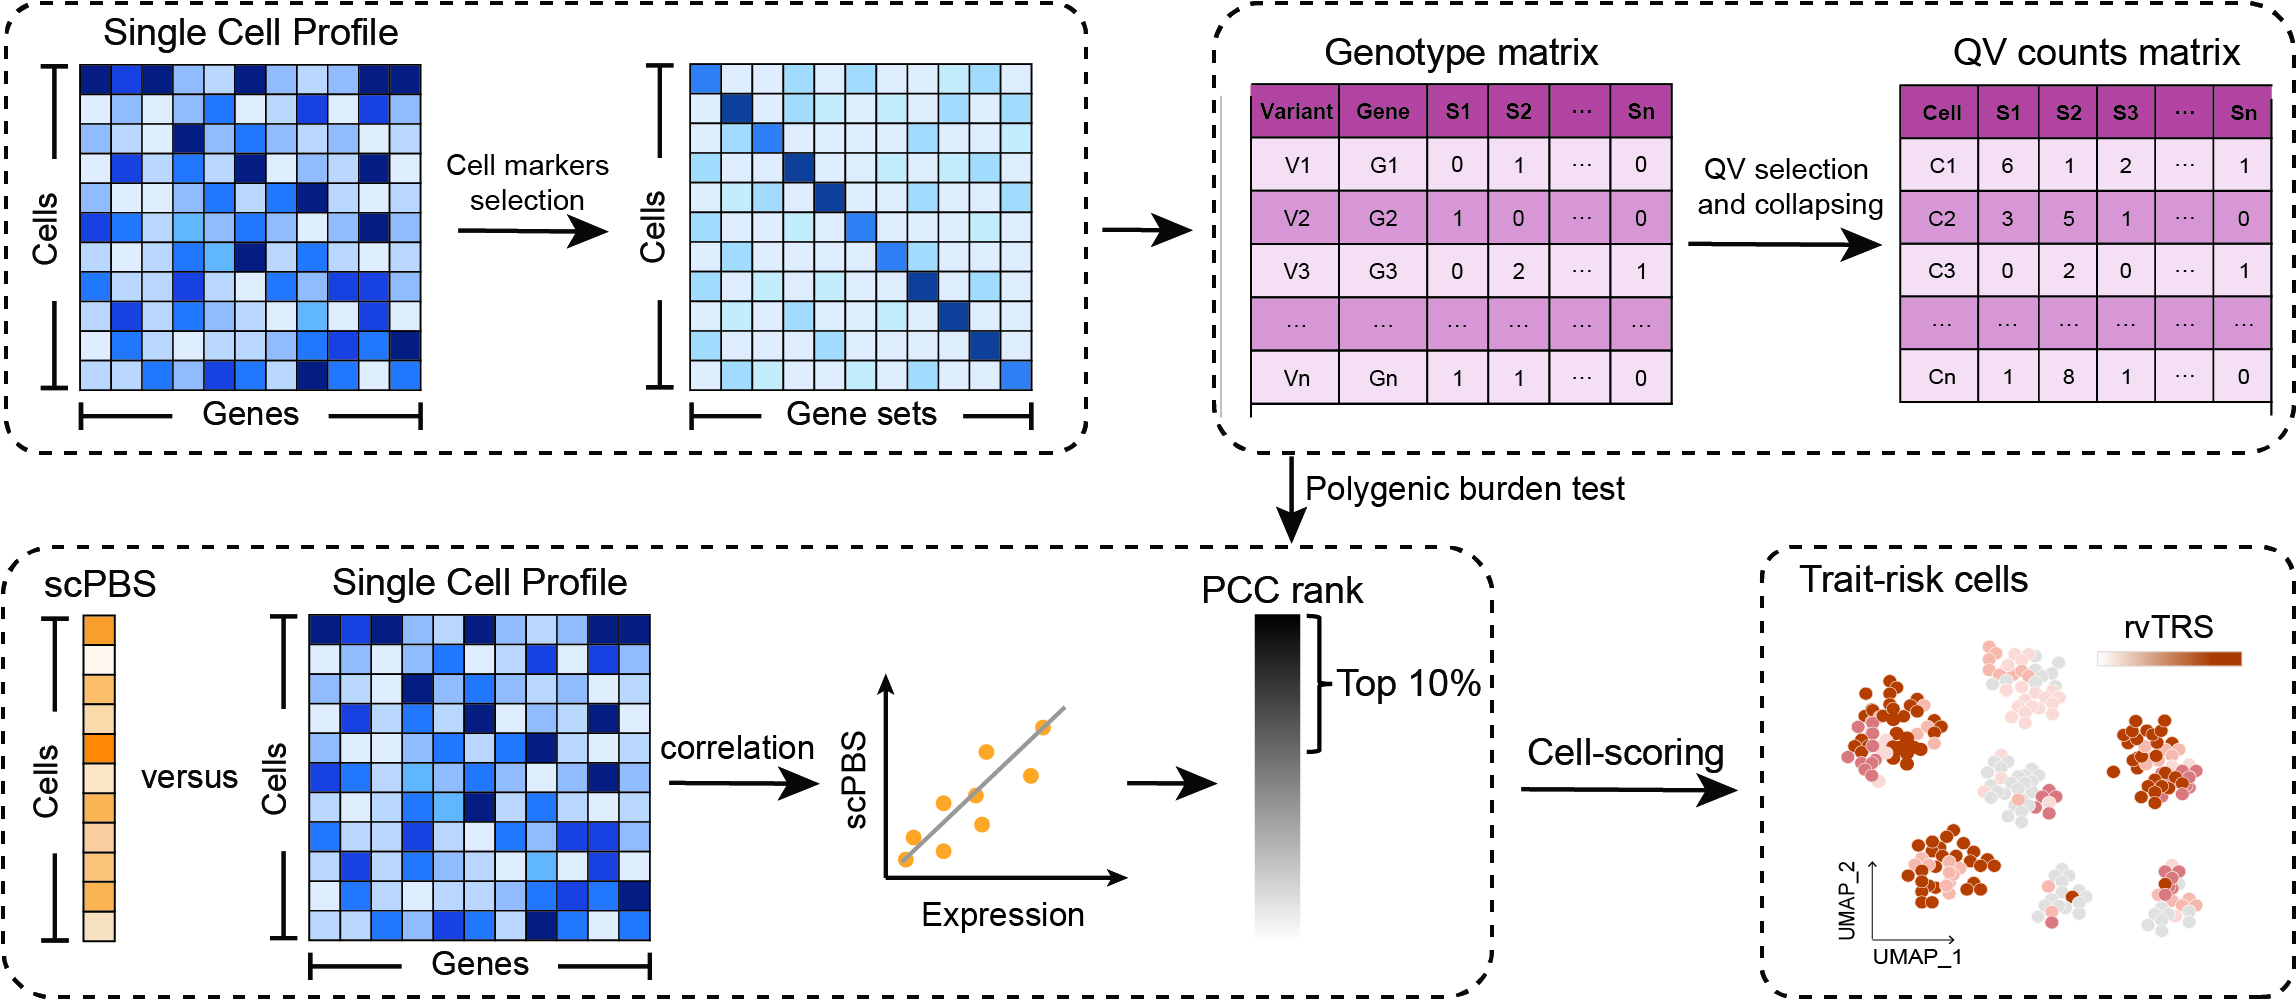 Single Cell Profile
Cells
Genes
Cell markers
selection
Cells
Gene sets
Genotype matrix
Variant Gene S1 S2 ... Sn
V1 G1 0 1 ... 0
V2 G2 1 0 ... 0
V3 G3 0 2 ... 1
... ... ... ... ... ...
Vn Gn 1 1 ... 0
QV selection
and collapsing
QV counts matrix
Cell S1 S2 S3 ... Sn
C1 6 1 2 ... 1
C2 3 5 1 ... 0
C3 0 2 0 ... 1
... ... ... ... ... ...
Cn 1 8 1 ... 0
Polygenic burden test
scPBS
Cells
versus
Single Cell Profile
Cells
Genes
correlation
scPBS
Expression
PCC rank
Top 10%
Cell-scoring
Trait-risk cells
rvTRS
UMAP_2
UMAP_1